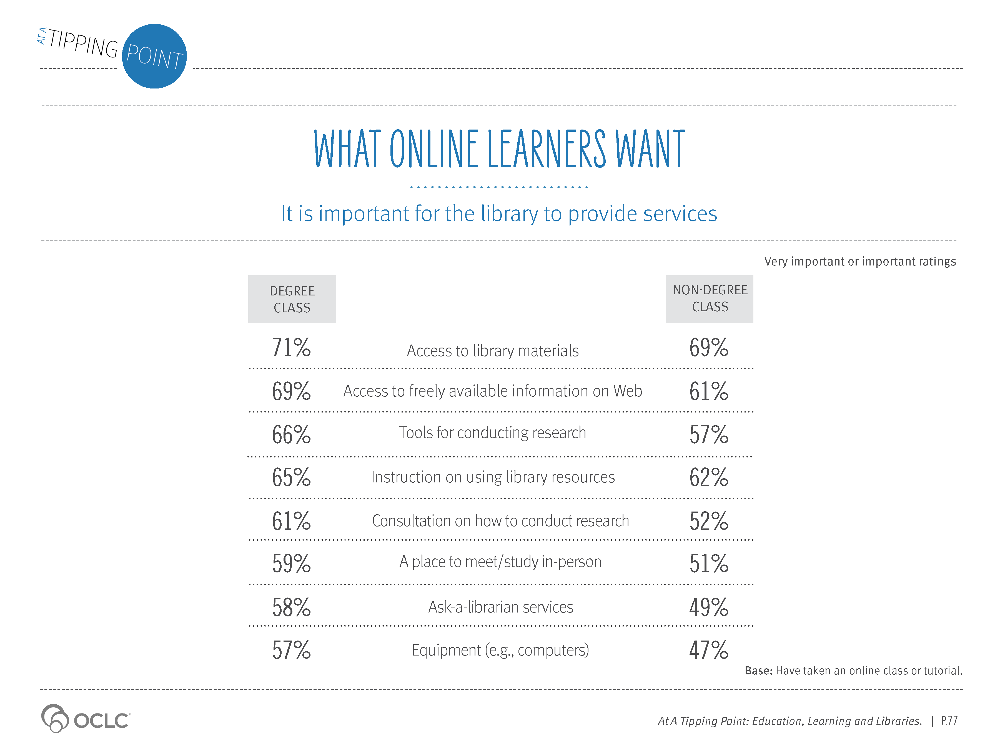 AT A TIPPING POINT
WHAT ONLINE LEARNERS WANT
It is important for the library to provide services
Very important or important ratings
DEGREE
CLASS
NON-DEGREE
CLASS
71% Access to library materials 69%
69% Access to freely available information on Web 61%
66% Tools for conducting research 57%
65% Instruction on using library resources 62%
61% Consultation on how to conduct research 52%
59% A place to meet/study in-person 51%
58% Ask-a-librarian services 49%
57% Equipment (e.g., computers) 47%
Base: Have taken an online class or tutorial.
OCLC
At A Tipping Point: Education, Learning and Libraries. | P.77